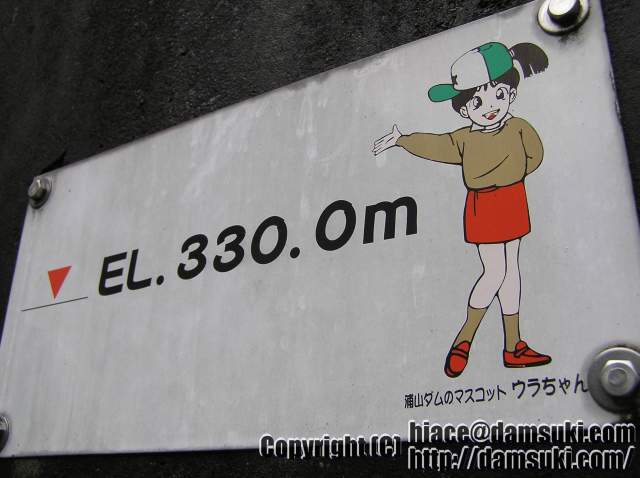 EL. 330. 0m
浦山ダムのマスコット ウラちゃん
Copyright (C) hiace@damsuki.com
http://damsuki.com/